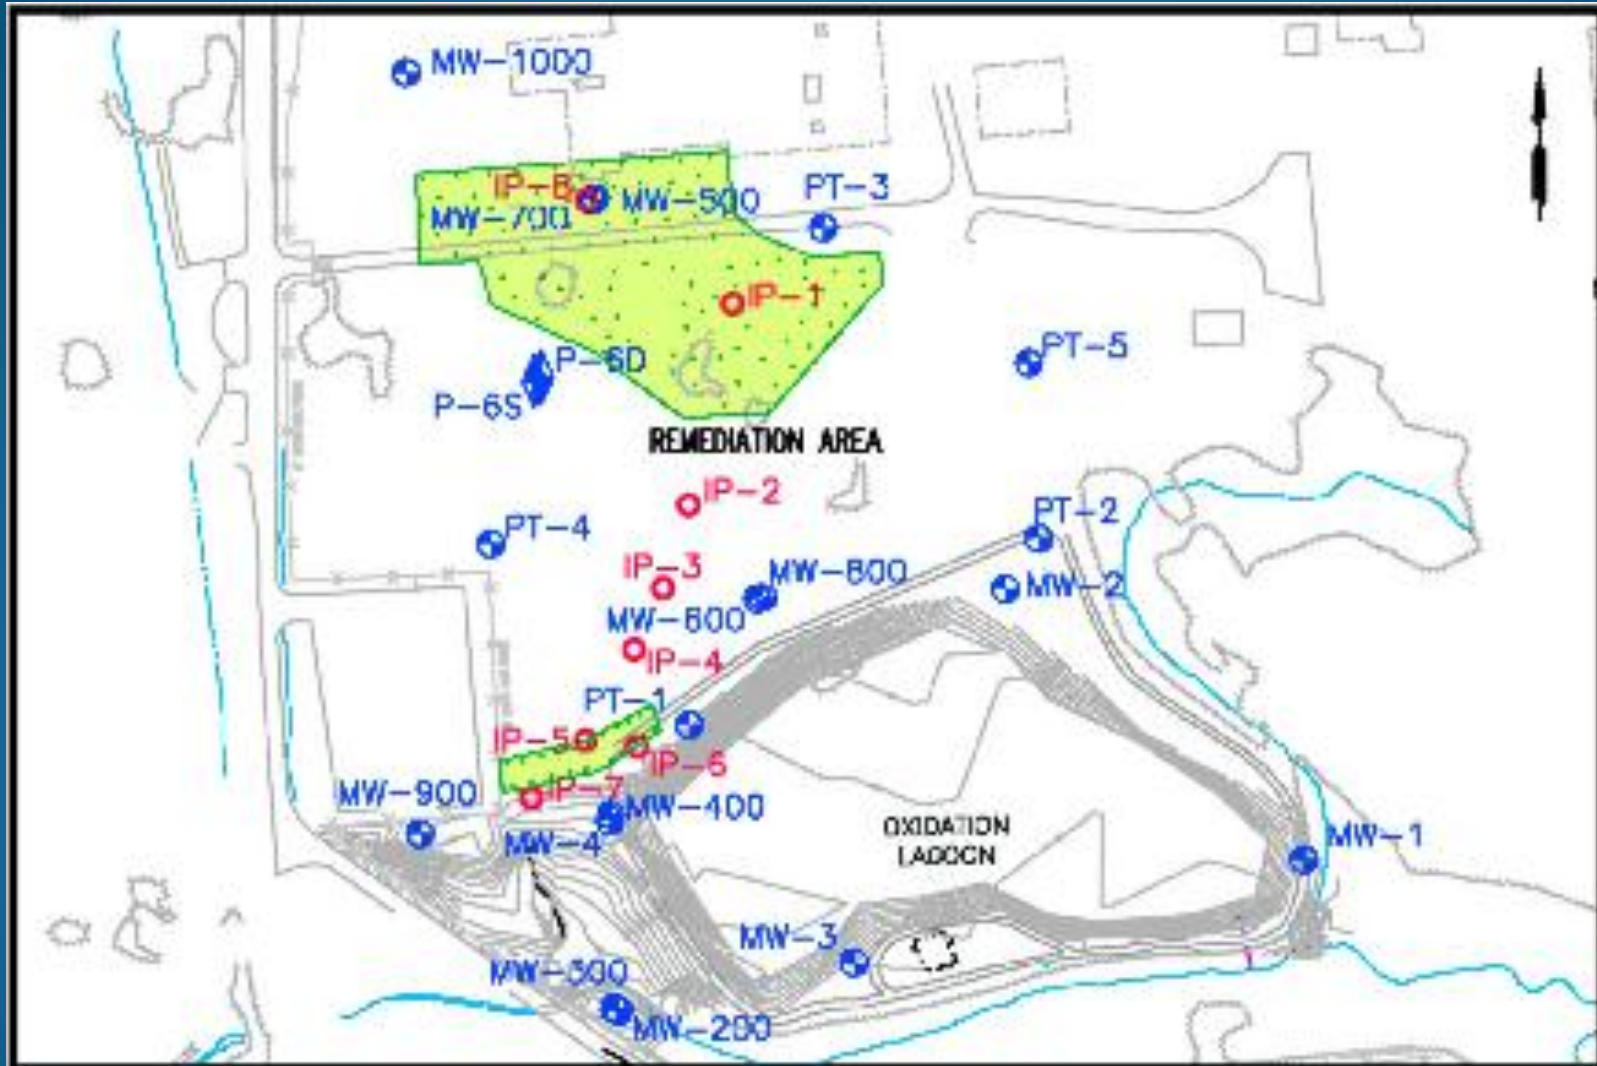 MW-1000
IP-8
MW-500
MW-700
PT-3
IP-1
P-6D
P-6S
PT-5
REMEDIATION AREA
IP-2
PT-4
PT-2
IP-3
MW-800
MW-2
MW-600
IP-4
PT-1
IP-5
IP-6
IP-7
MW-900
MW-400
MW-4
OXIDATION
LAGOON
MW-1
MW-3
MW-300
MW-200